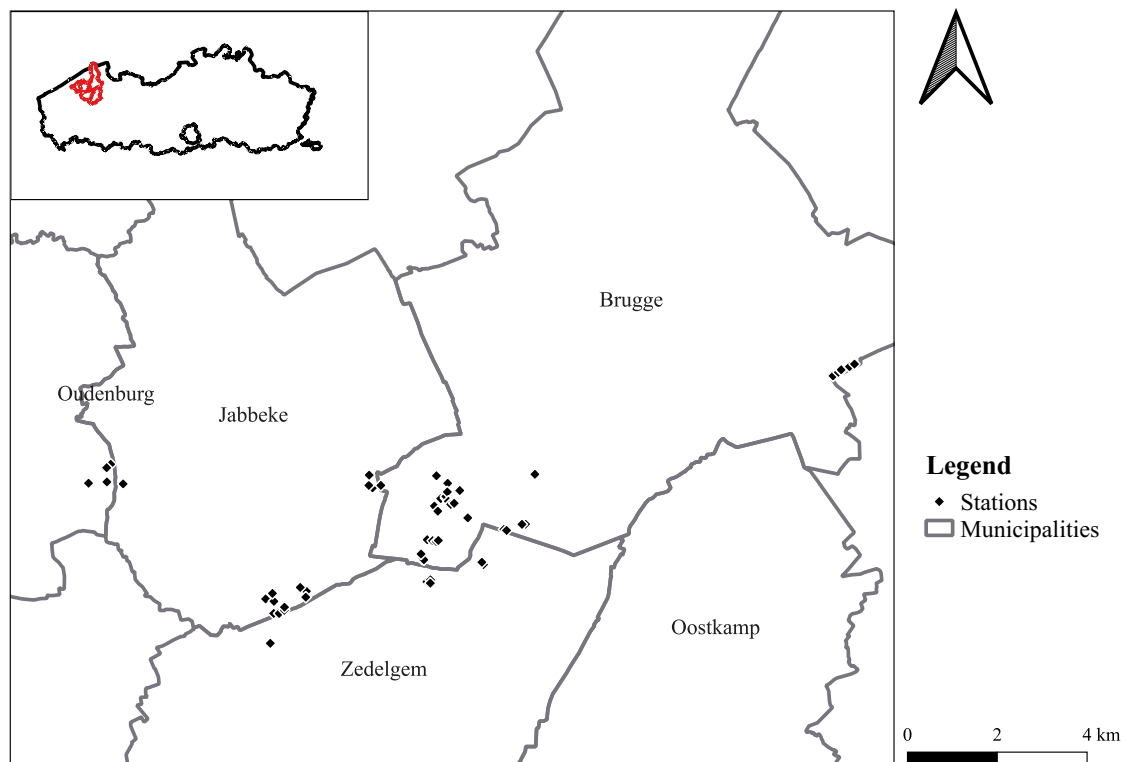 Brugge
Oudenburg
Jabbeke
Legend
Stations
Municipalities
Oostkamp
Zedelgem
0 2 4 km